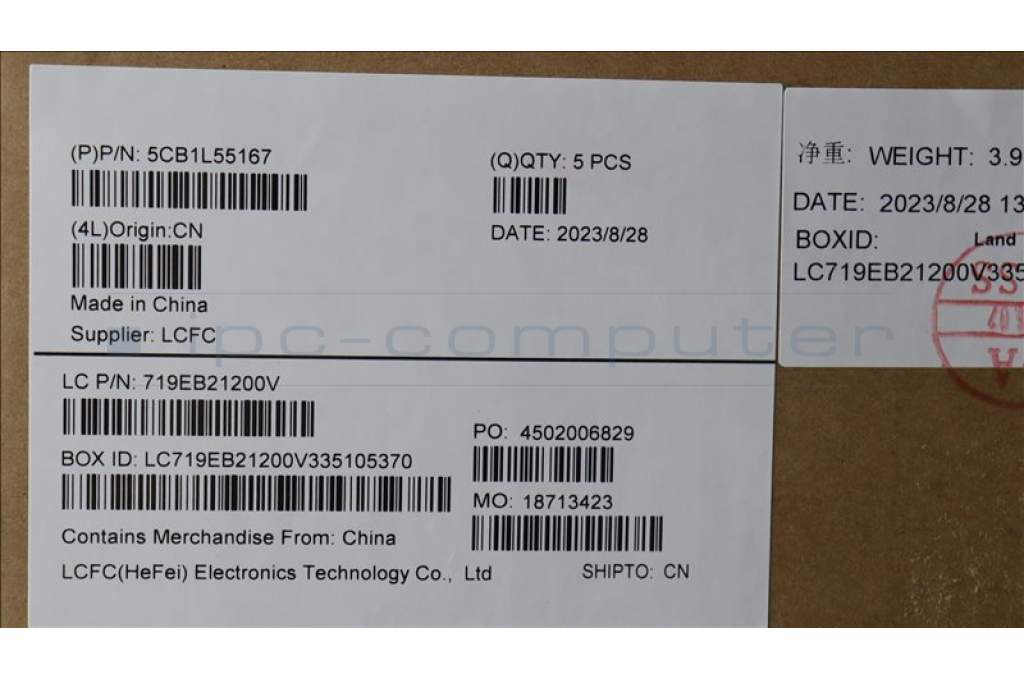 (P)P/N: 5CB1L55167
(Q)QTY: 5 PCS
(4L)Origin:CN
DATE: 2023/8/28
Made in China
Supplier: LCFC
LC P/N: 719EB21200V
PO: 4502006829
BOX ID: LC719EB21200V335105370
MO: 18713423
Contains Merchandise From: China
LCFC(HeFei) Electronics Technology Co., Ltd
SHIPTO: CN
净重: WEIGHT: 3.9
DATE: 2023/8/28 13
BOXID:
Land
LC719EB21200V335
ipc-computer